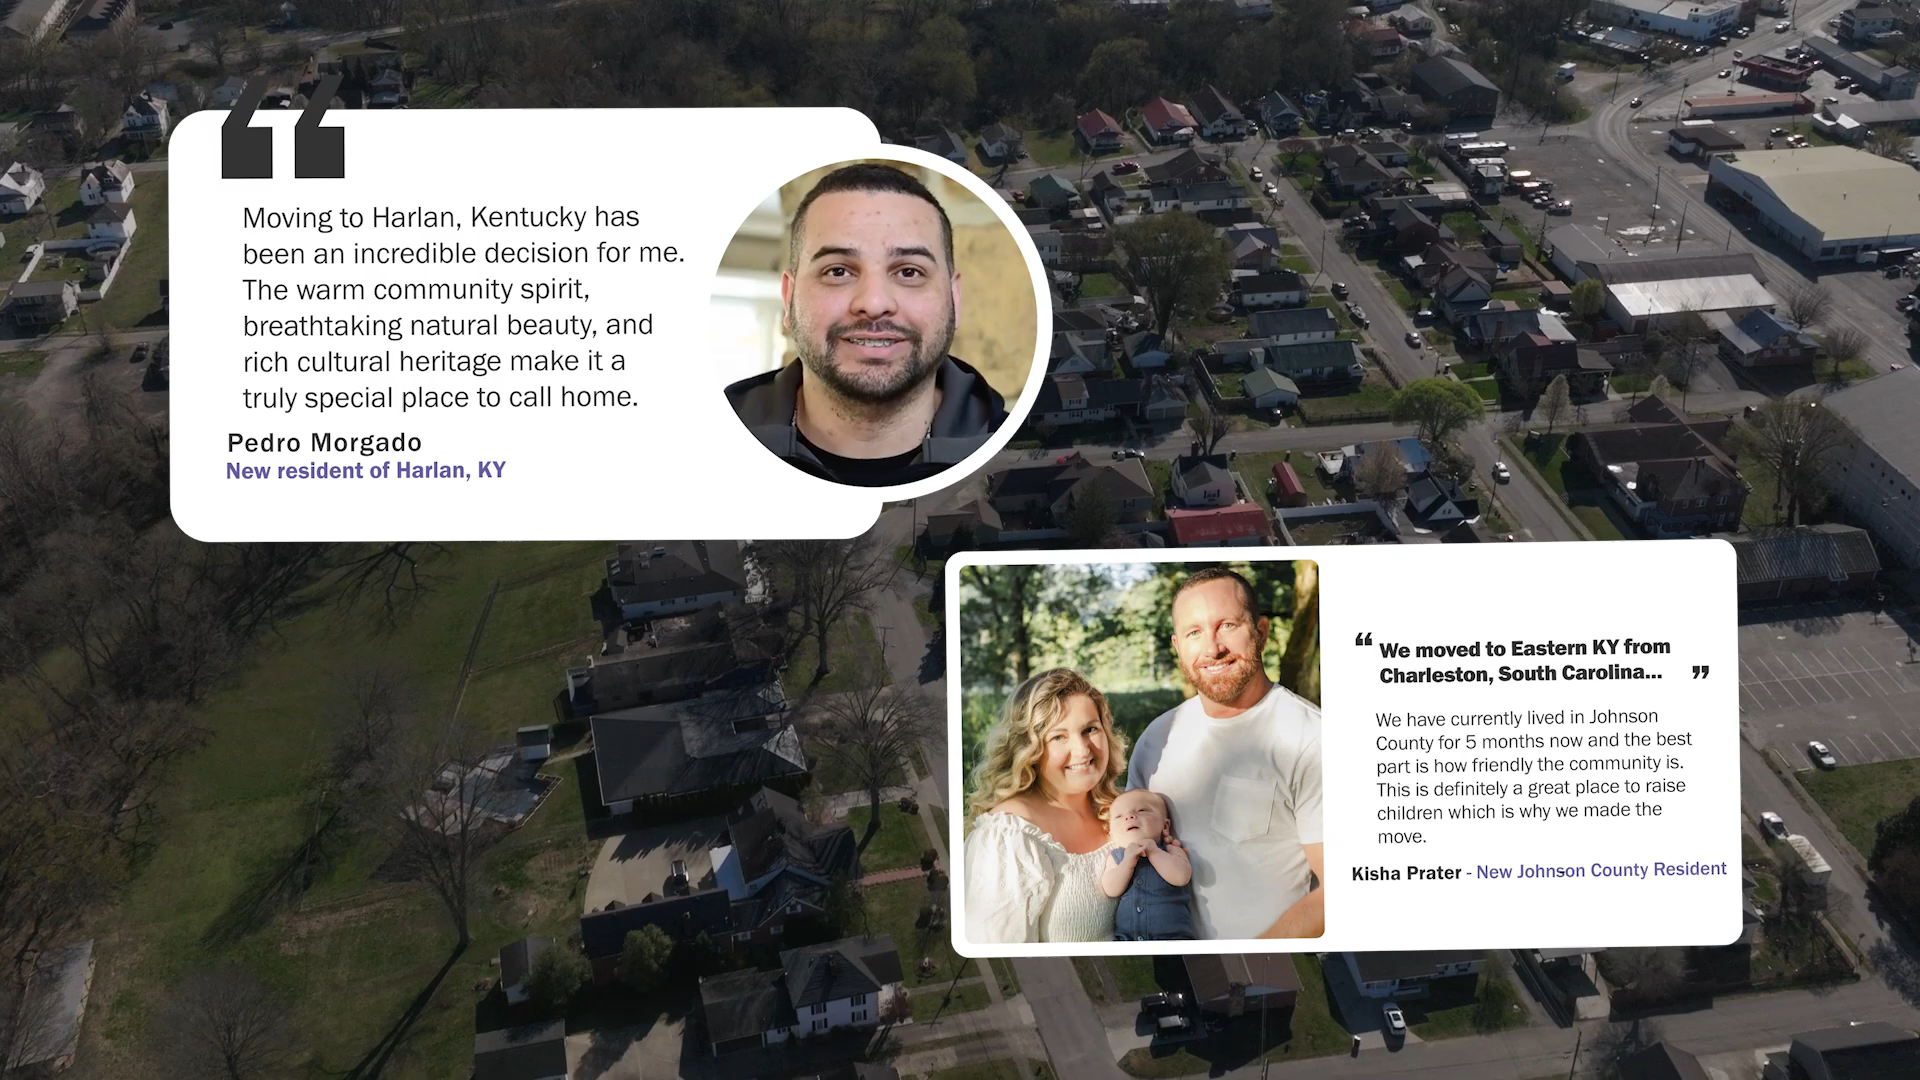 “
Moving to Harlan, Kentucky has
been an incredible decision for me.
The warm community spirit,
breathtaking natural beauty, and
rich cultural heritage make it a
truly special place to call home.
Pedro Morgado
New resident of Harlan, KY
“ We moved to Eastern KY from
Charleston, South Carolina... ”
We have currently lived in Johnson
County for 5 months now and the best
part is how friendly the community is.
This is definitely a great place to raise
children which is why we made the
move.
Kisha Prater - New Johnson County Resident